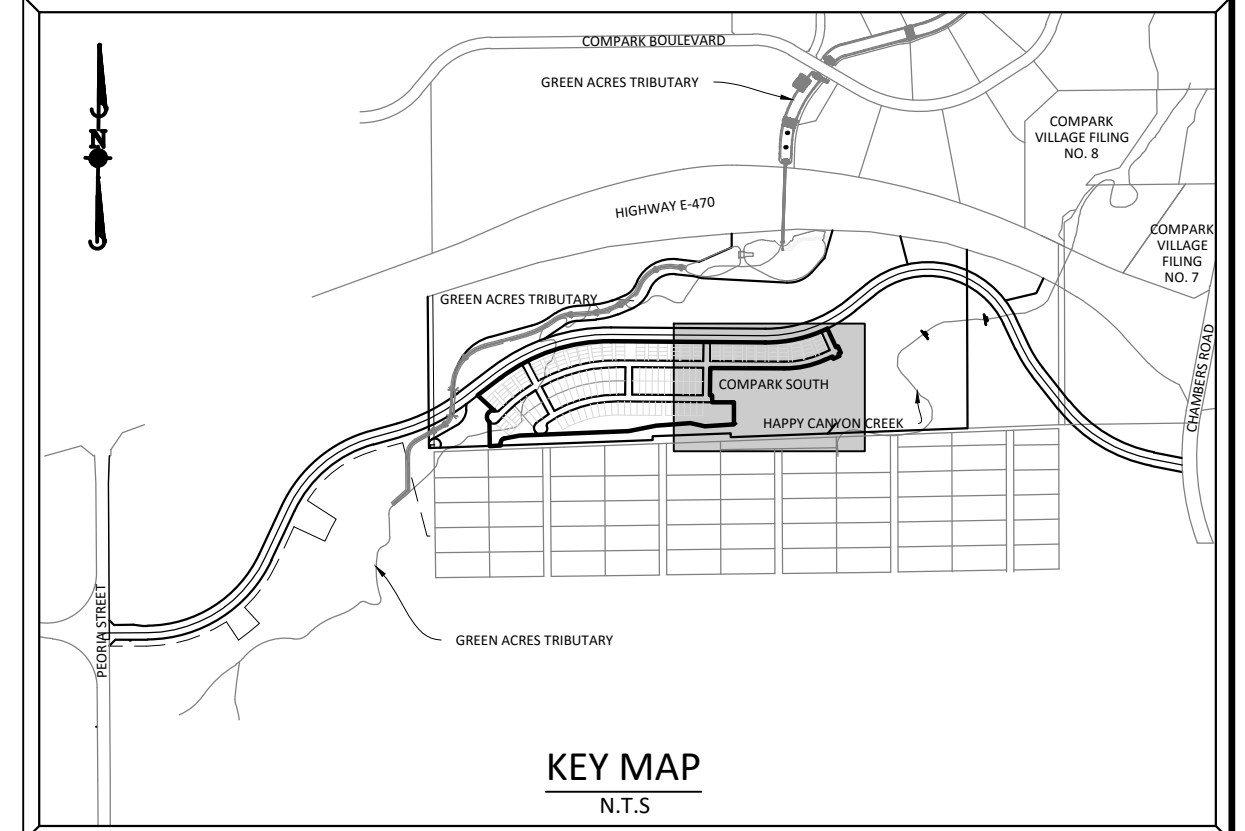 COMPARK BOULEVARD
GREEN ACRES TRIBUTARY
N
COMPARK
VILLAGE FILING
NO. 8
HIGHWAY E-470
COMPARK
VILLAGE
FILING
NO. 7
GREEN ACRES TRIBUTARY
COMPARK SOUTH
HAPPY CANYON CREEK
CHAMBERS ROAD
PEORIA STREET
GREEN ACRES TRIBUTARY
KEY MAP
N.T.S